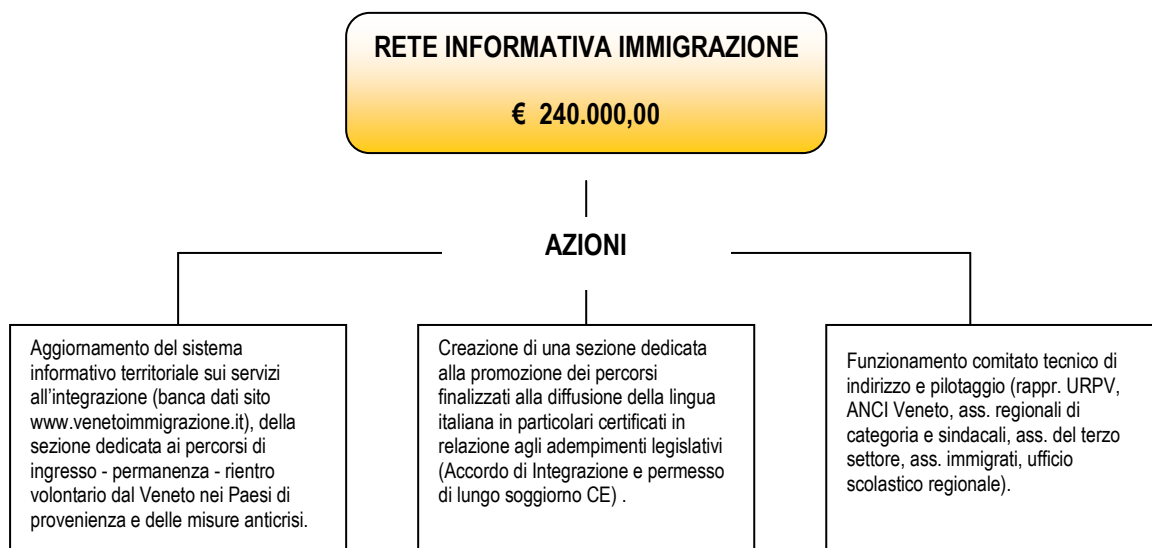 RETE INFORMATIVA IMMIGRAZIONE
€ 240.000,00
AZIONI
Aggiornamento del sistema
informativo territoriale sui servizi
all'integrazione (banca dati sito
www.venetoimmigrazione.it), della
sezione dedicata ai percorsi di
ingresso - permanenza - rientro
volontario dal Veneto nei Paesi di
provenienza e delle misure anticrisi.
Creazione di una sezione dedicata
alla promozione dei percorsi
finalizzati alla diffusione della lingua
italiana in particolari certificati in
relazione agli adempimenti legislativi
(Accordo di Integrazione e permesso
di lungo soggiorno CE) .
Funzionamento comitato tecnico di
indirizzo e pilotaggio (rappr. URPV,
ANCI Veneto, ass. regionali di
categoria e sindacali, ass. del terzo
settore, ass. immigrati, ufficio
scolastico regionale).